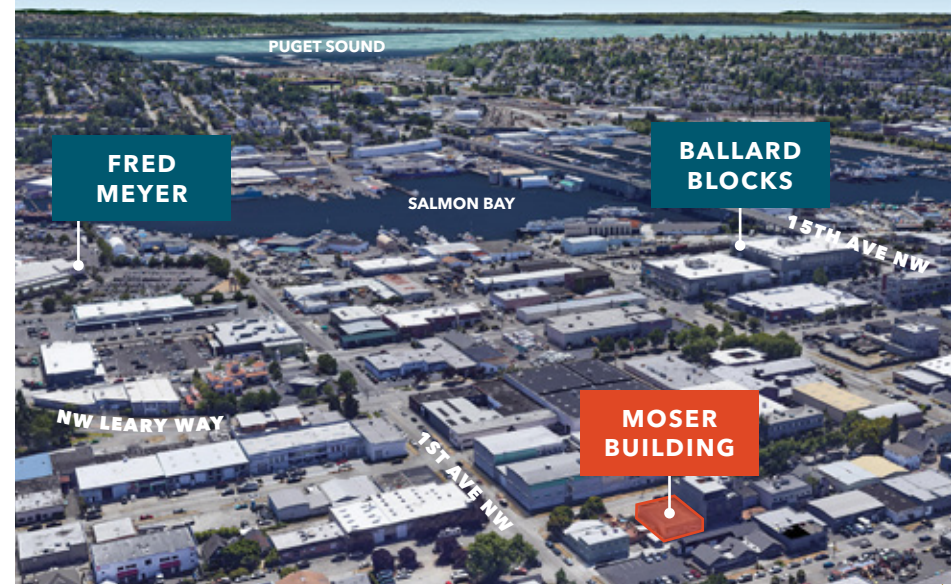 PUGET SOUND
FRED
MEYER
BALLARD
BLOCKS
SALMON BAY
15TH AVE NW
NW LEARY WAY
MOSER
BUILDING
1ST AVE NW